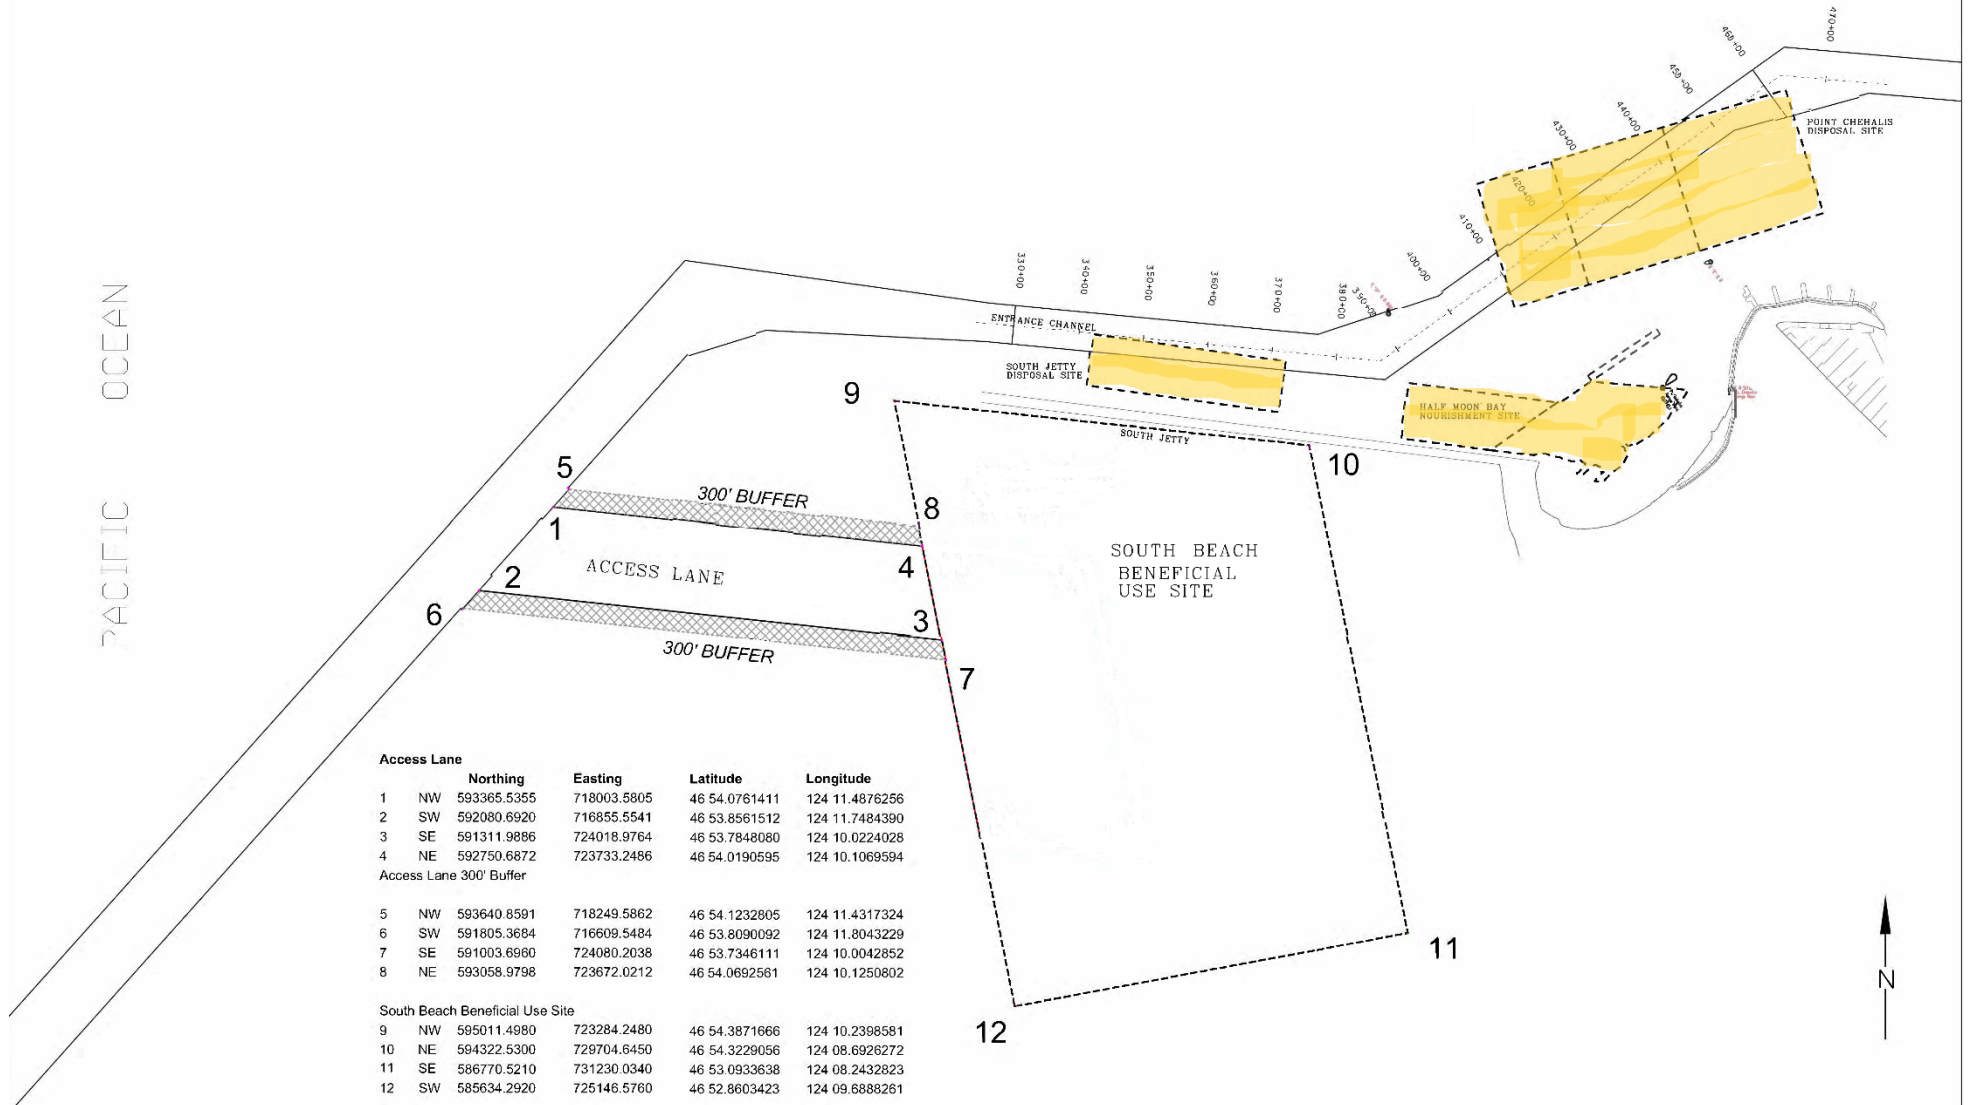 470+00
460+00
450+00
440+00
430+00
420+00
410+00
400+00
390+00
380+00
370+00
360+00
350+00
340+00
330+00
POINT CHEHALIS
DISPOSAL SITE
PACIFIC OCEAN
ENTRANCE CHANNEL
SOUTH JETTY
DISPOSAL SITE
HALF MOON BAY
NOURISHMENT SITE
SOUTH JETTY
9
10
5
300' BUFFER
8
1
4
ACCESS LANE
2
6
3
300' BUFFER
7
SOUTH BEACH
BENEFICIAL
USE SITE
11
12
N
Access Lane
Northing Easting Latitude Longitude
1 NW 593365.5355 718003.5805 46 54.0761411 124 11.4876256
2 SW 592080.6920 716855.5541 46 53.8561512 124 11.7484390
3 SE 591311.9886 724018.9764 46 53.7848080 124 10.0224028
4 NE 592750.6872 723733.2486 46 54.0190595 124 10.1069594
Access Lane 300' Buffer
5 NW 593640.8591 718249.5862 46 54.1232805 124 11.4317324
6 SW 591805.3684 716609.5484 46 53.8090092 124 11.8043229
7 SE 591003.6960 724080.2038 46 53.7346111 124 10.0042852
8 NE 593058.9798 723672.0212 46 54.0692561 124 10.1250802
South Beach Beneficial Use Site
9 NW 595011.4980 723284.2480 46 54.3871666 124 10.2398581
10 NE 594322.5300 729704.6450 46 54.3229056 124 08.6926272
11 SE 586770.5210 731230.0340 46 53.0933638 124 08.2432823
12 SW 585634.2920 725146.5760 46 52.8603423 124 09.6888261